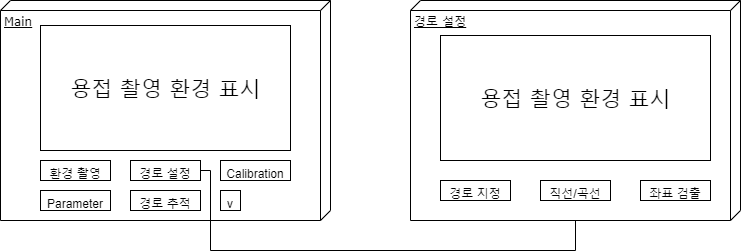 Main
용접 촬영 환경 표시
환경 촬영
경로 설정
Calibration
Parameter
경로 추적
v
경로 설정
용접 촬영 환경 표시
경로 지정
직선/곡선
좌표 검출